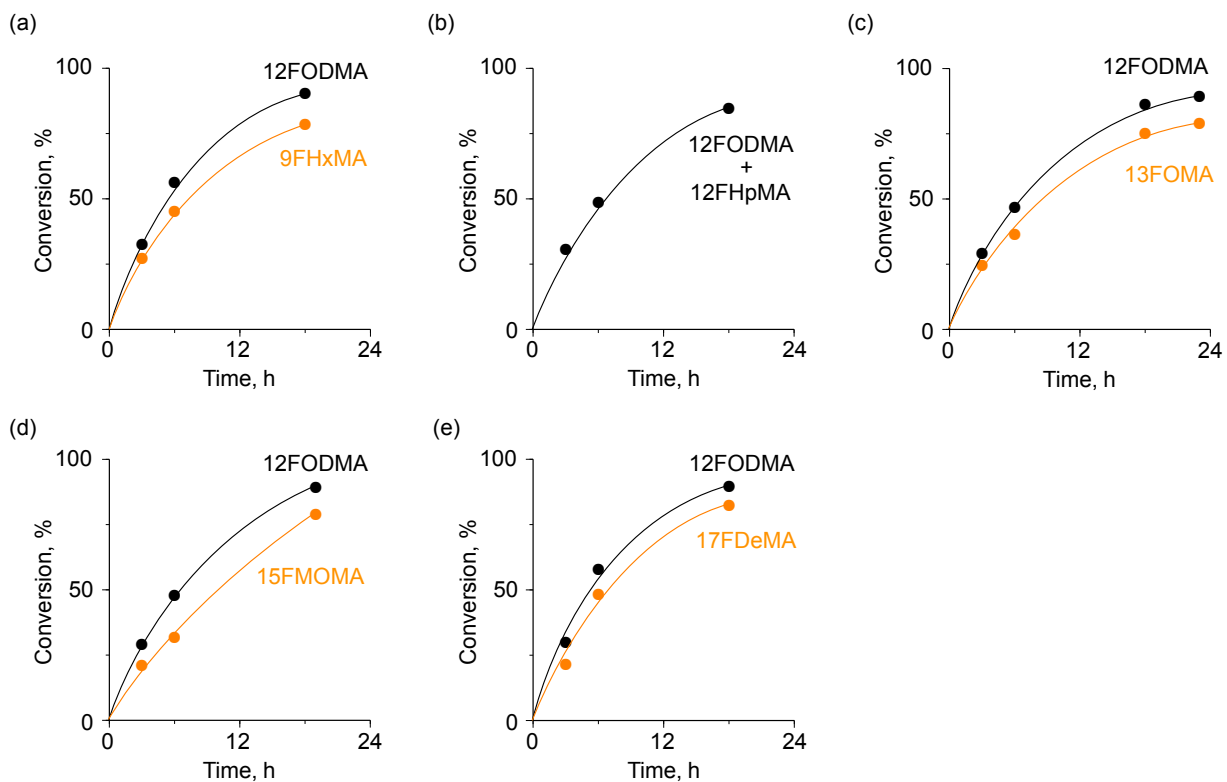 (a)
100
50
0
0
12
24
Conversion, %
Time, h
12FODMA
9FHxMA
(b)
100
50
0
0
12
24
Conversion, %
Time, h
12FODMA
+
12FHpMA
(c)
100
50
0
0
12
24
Conversion, %
Time, h
12FODMA
13FOMA
(d)
100
50
0
0
12
24
Conversion, %
Time, h
12FODMA
15FMOMA
(e)
100
50
0
0
12
24
Conversion, %
Time, h
12FODMA
17FDeMA